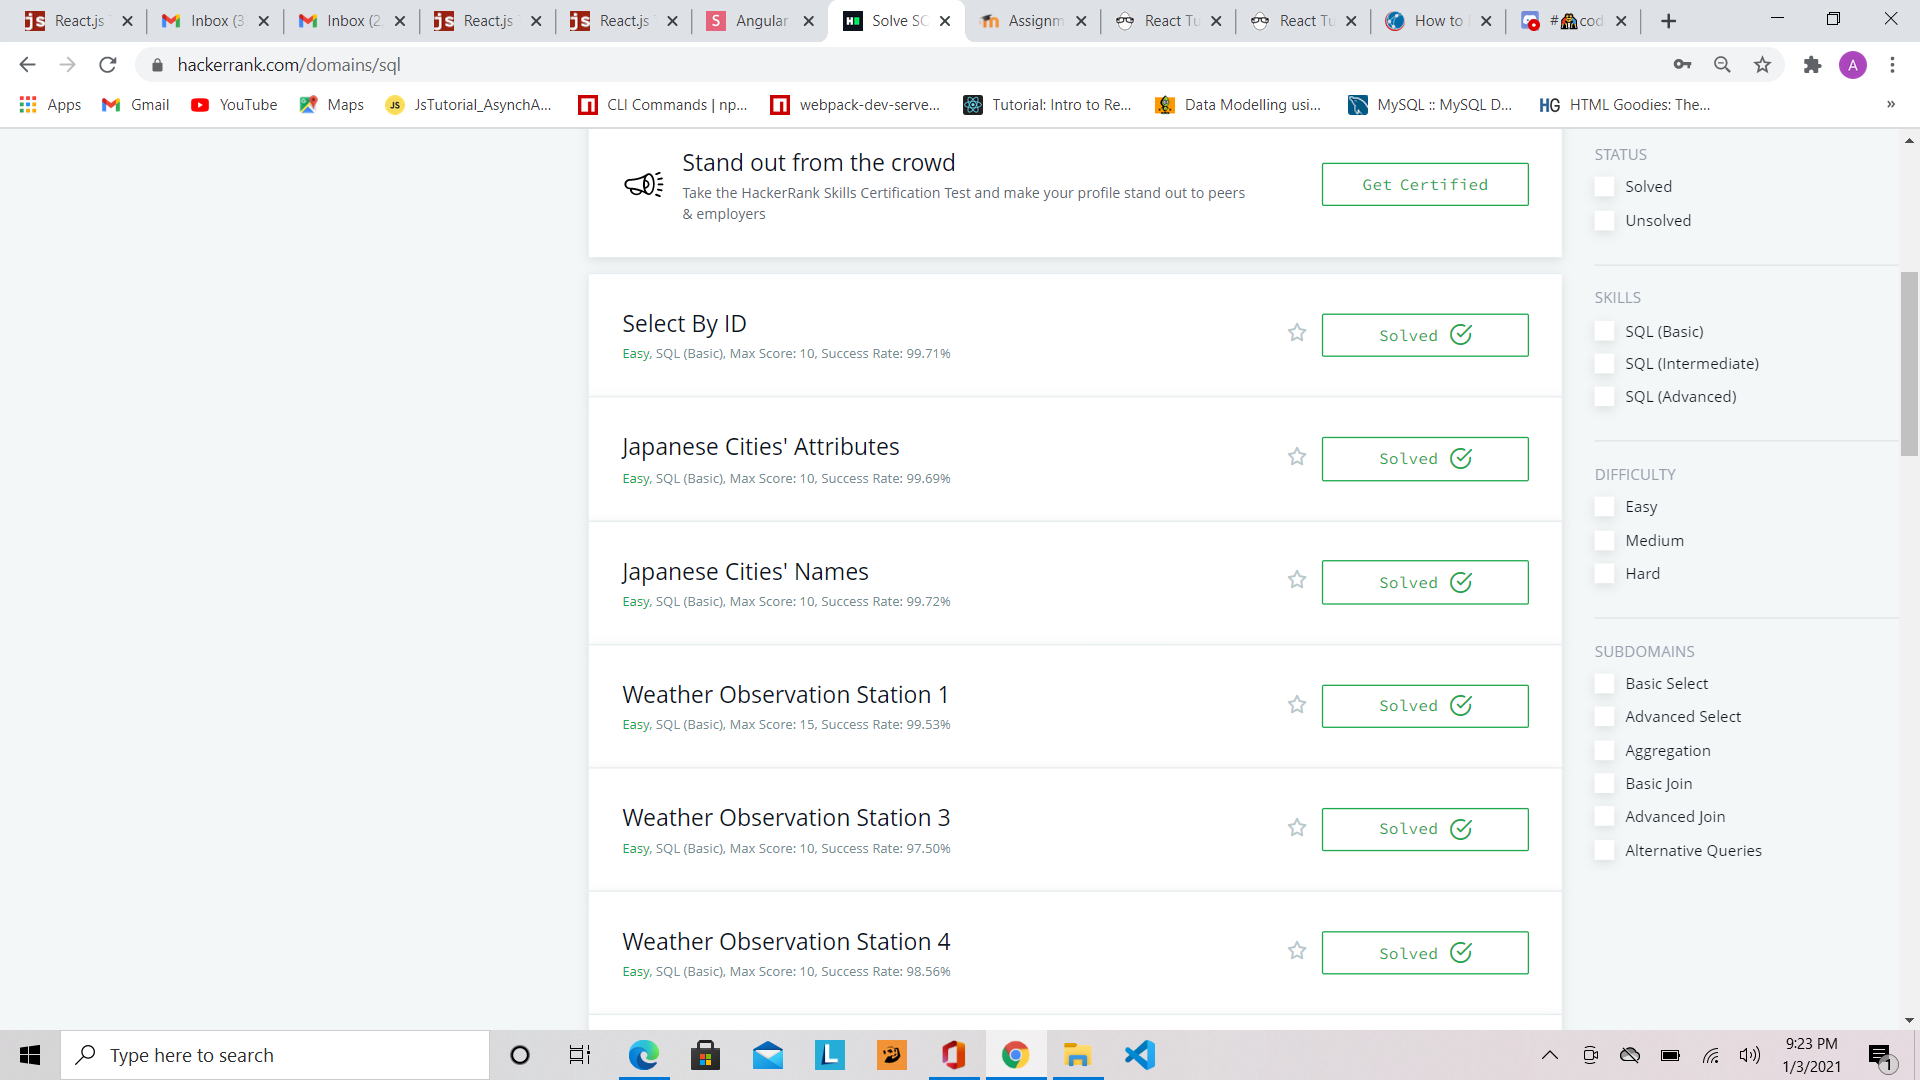 React.js
Inbox (3
Inbox (2
React.js
React.js
Angular
Solve SQ
Assignm
React Tu
React Tu
How to
# cod
hackerrank.com/domains/sql
A
Apps
Gmail
YouTube
Maps
JsTutorial_AsynchA...
CLI Commands | np...
webpack-dev-serve...
Tutorial: Intro to Re...
Data Modelling usi...
MySQL :: MySQL D...
HG HTML Goodies: The...
»
Stand out from the crowd
Take the HackerRank Skills Certification Test and make your profile stand out to peers
& employers
Get Certified
Select By ID
Easy, SQL (Basic), Max Score: 10, Success Rate: 99.71%
Solved
Japanese Cities' Attributes
Easy, SQL (Basic), Max Score: 10, Success Rate: 99.69%
Solved
Japanese Cities' Names
Easy, SQL (Basic), Max Score: 10, Success Rate: 99.72%
Solved
Weather Observation Station 1
Easy, SQL (Basic), Max Score: 15, Success Rate: 99.53%
Solved
Weather Observation Station 3
Easy, SQL (Basic), Max Score: 10, Success Rate: 97.50%
Solved
Weather Observation Station 4
Easy, SQL (Basic), Max Score: 10, Success Rate: 98.56%
Solved
STATUS
Solved
Unsolved
SKILLS
SQL (Basic)
SQL (Intermediate)
SQL (Advanced)
DIFFICULTY
Easy
Medium
Hard
SUBDOMAINS
Basic Select
Advanced Select
Aggregation
Basic Join
Advanced Join
Alternative Queries
Type here to search
L
9:23 PM
1/3/2021
1